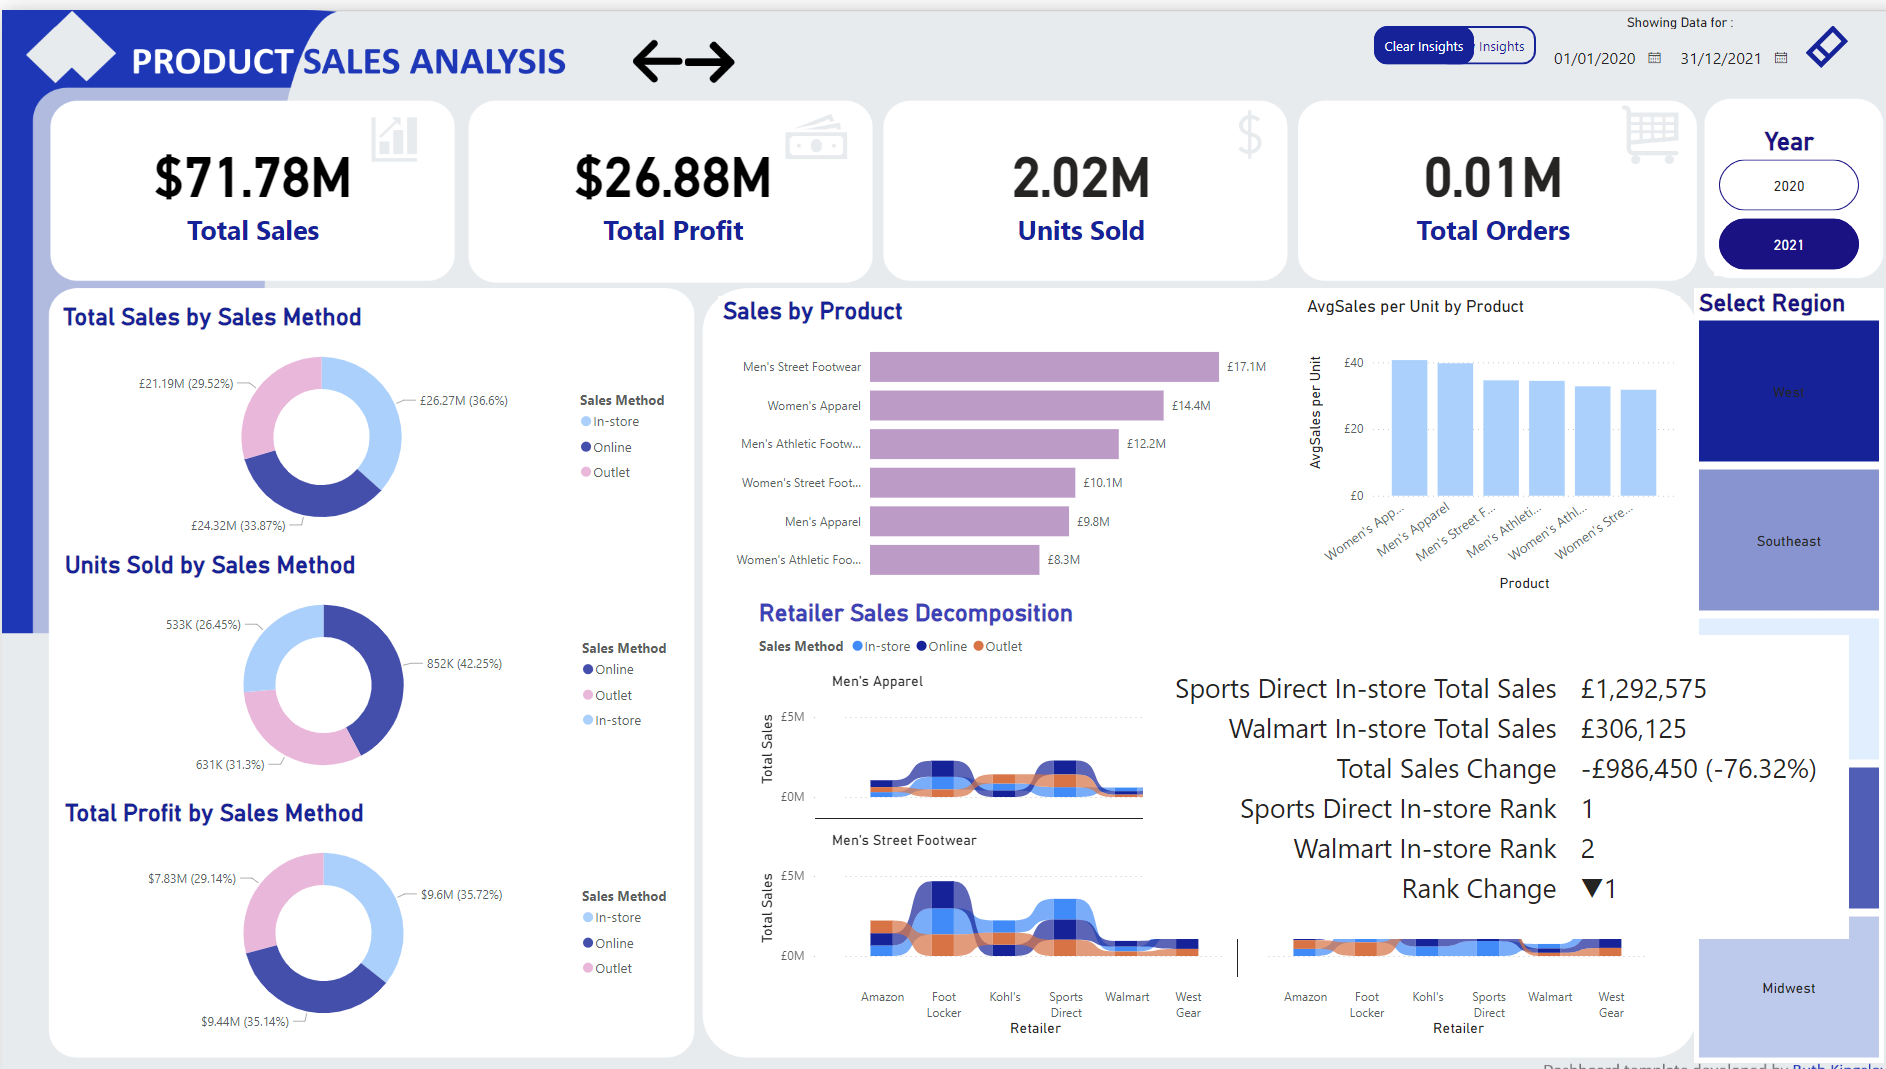 PRODUCT SALES ANALYSIS
Clear Insights
Insights
Showing Data for :
01/01/2020
31/12/2021
$71.78M
Total Sales
$26.88M
Total Profit
2.02M
Units Sold
0.01M
Total Orders
Year
2020
2021
Total Sales by Sales Method
£21.19M (29.52%)
£26.27M (36.6%)
£24.32M (33.87%)
Sales Method
In-store
Online
Outlet
Units Sold by Sales Method
533K (26.45%)
852K (42.25%)
631K (31.3%)
Sales Method
Online
Outlet
In-store
Total Profit by Sales Method
$7.83M (29.14%)
$9.6M (35.72%)
$9.44M (35.14%)
Sales Method
In-store
Online
Outlet
Sales by Product
Men's Street Footwear £17.1M
Women's Apparel £14.4M
Men's Athletic Footw... £12.2M
Women's Street Foot... £10.1M
Men's Apparel £9.8M
Women's Athletic Foo... £8.3M
AvgSales per Unit by Product
AvgSales per Unit
£40
£20
£0
Women's App...
Men's Apparel
Men's Street F...
Men's Athleti...
Women's Athl...
Women's Stre...
Product
Retailer Sales Decomposition
Sales Method In-store Online Outlet
Men's Apparel
Total Sales
£5M
£0M
Men's Street Footwear
Total Sales
£5M
£0M
Amazon
Foot Locker
Kohl's
Sports Direct
Walmart
West Gear
Retailer
Amazon
Foot Locker
Kohl's
Sports Direct
Walmart
West Gear
Retailer
Sports Direct In-store Total Sales £1,292,575
Walmart In-store Total Sales £306,125
Total Sales Change -£986,450 (-76.32%)
Sports Direct In-store Rank 1
Walmart In-store Rank 2
Rank Change ▼1
Select Region
West
Southeast
Midwest
Dashboard template developed by Ruth Kingsley